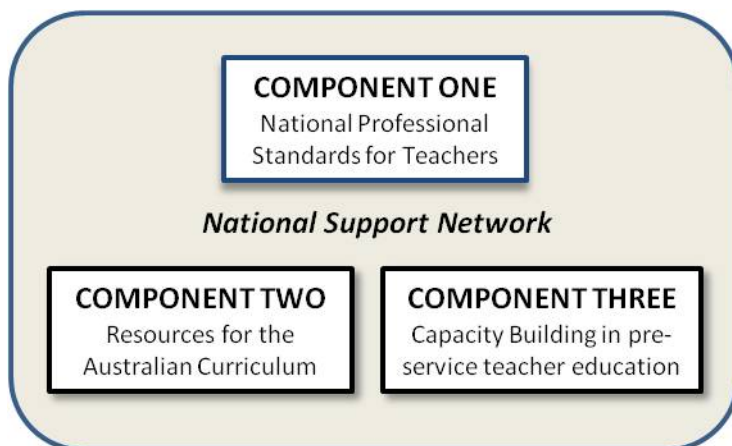 COMPONENT ONE
National Professional
Standards for Teachers
National Support Network
COMPONENT TWO
Resources for the
Australian Curriculum
COMPONENT THREE
Capacity Building in pre-
service teacher education